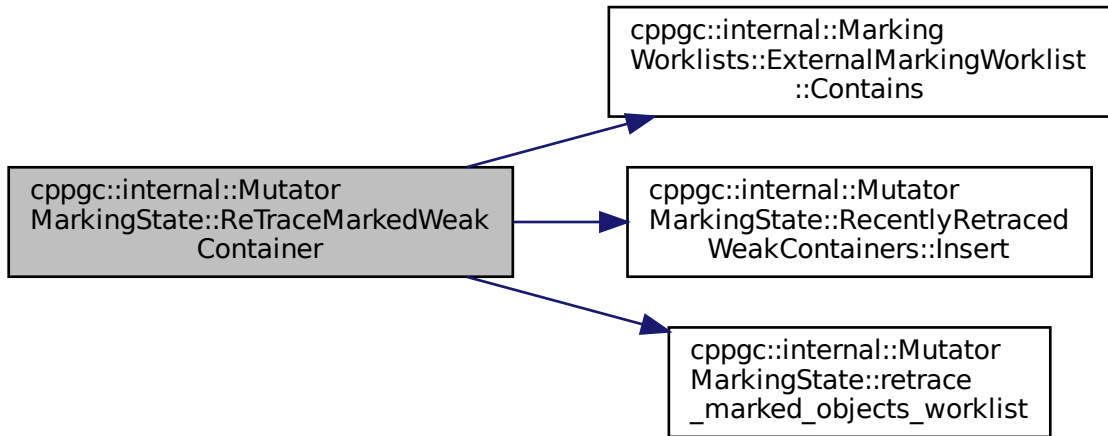 cppgc::internal::Marking
Worklists::ExternalMarkingWorklist
::Contains
cppgc::internal::Mutator
MarkingState::ReTraceMarkedWeak
Container
cppgc::internal::Mutator
MarkingState::RecentlyRetraced
WeakContainers::Insert
cppgc::internal::Mutator
MarkingState::retrace
_marked_objects_worklist